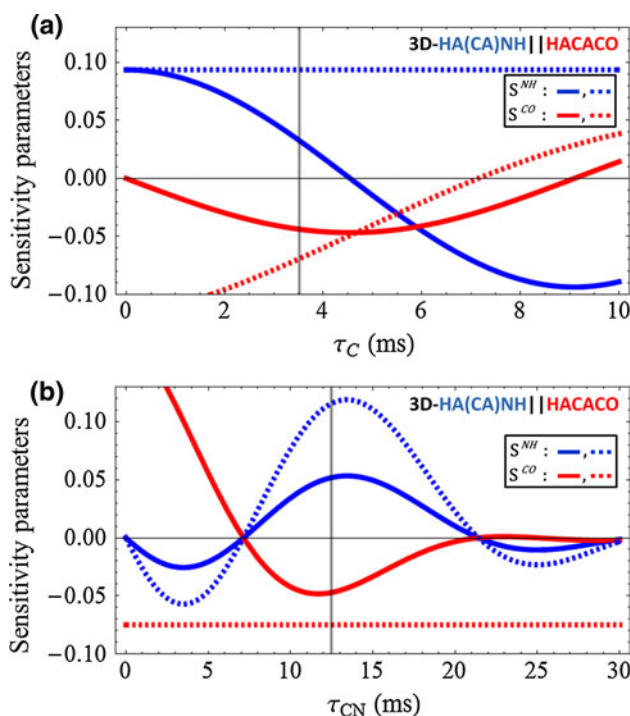 (a)
3D-HA(CA)NH||HACACO
S^NH : — , ·····
S^CO : — , ·····
Sensitivity parameters
0.10
0.05
0.00
−0.05
−0.10
0 2 4 6 8 10
τC (ms)
(b)
3D-HA(CA)NH||HACACO
S^NH : — , ·····
S^CO : — , ·····
Sensitivity parameters
0.10
0.05
0.00
−0.05
−0.10
0 5 10 15 20 25 30
τCN (ms)